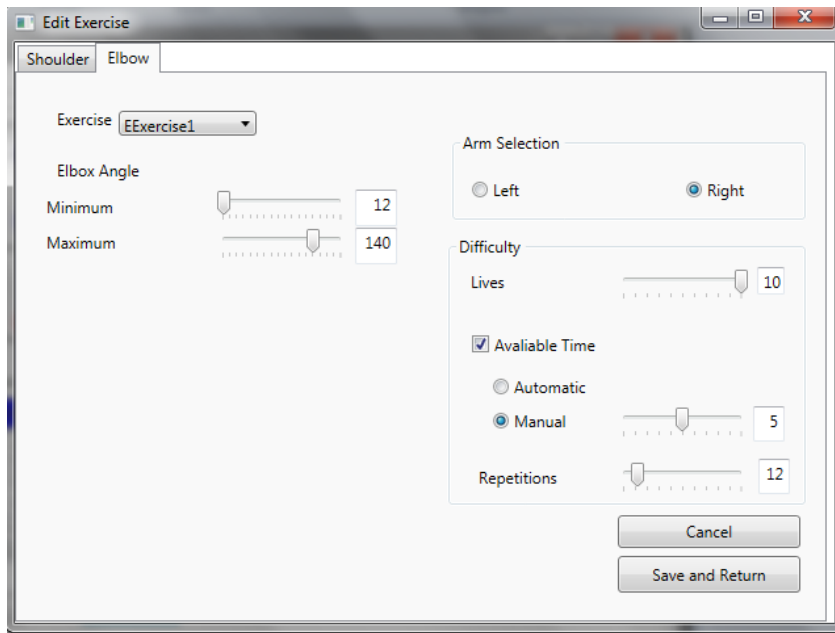 Edit Exercise
Shoulder
Elbow
Exercise
EExercise1
Elbox Angle
Minimum
12
Maximum
140
Arm Selection
Left
Right
Difficulty
Lives
10
Avaliable Time
Automatic
Manual
5
Repetitions
12
Cancel
Save and Return